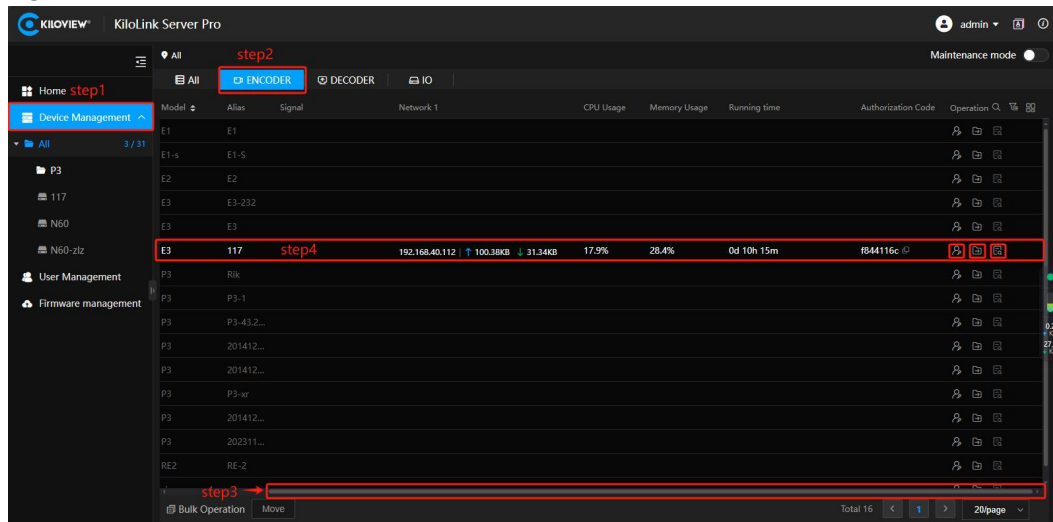 KILOVIEW® KiloLink Server Pro admin
All step2 Maintenance mode
All ENCODER DECODER IO
Home step1
Device Management
All 3 / 31
P3
117
N60
N60-zlz
User Management
Firmware management
Model Alias Signal Network 1 CPU Usage Memory Usage Running time Authorization Code Operation
E1 E1
E1-s E1-S
E2 E2
E3 E3-232
E3 E3
E3 117 step4 192.168.40.112 | ↑ 100.38KB ↓ 31.34KB 17.9% 28.4% 0d 10h 15m f844116c
P3 Rik
P3 P3-1
P3 P3-43.2...
P3 201412...
P3 201412...
P3 P3-xr
P3 201412...
P3 202311...
RE2 RE-2
step3
Bulk Operation Move Total 16 < 1 > 20/page